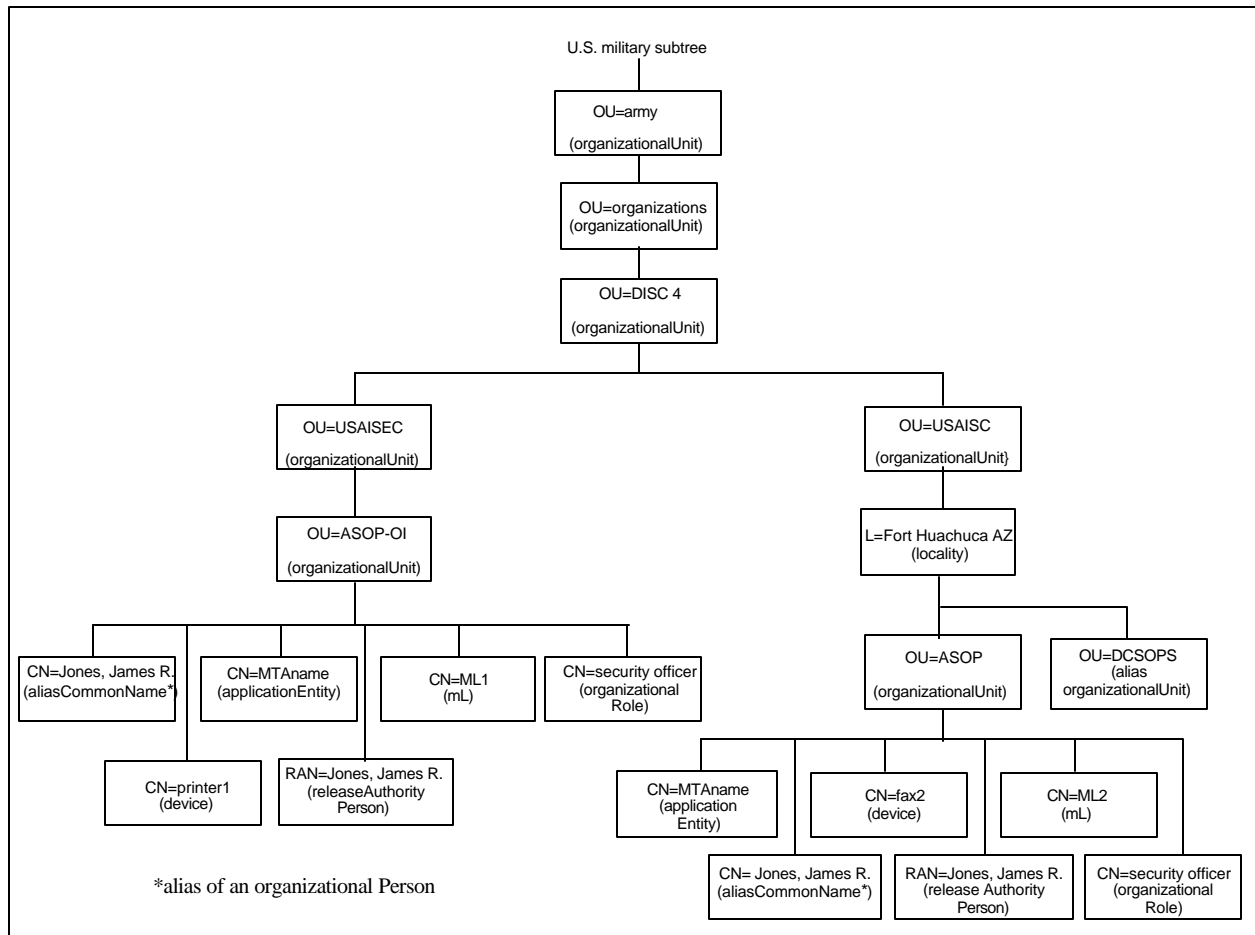 U.S. military subtree
OU=army
(organizationalUnit)
OU=organizations
(organizationalUnit)
OU=DISC 4
(organizationalUnit)
OU=USAISEC
(organizationalUnit)
OU=USAISC
(organizationalUnit}
OU=ASOP-OI
(organizationalUnit)
L=Fort Huachuca AZ
(locality)
CN=Jones, James R.
(aliasCommonName*)
CN=MTAname
(applicationEntity)
CN=ML1
(mL)
CN=security officer
(organizational
Role)
OU=ASOP
(organizationalUnit)
OU=DCSOPS
(alias
organizationalUnit)
CN=printer1
(device)
RAN=Jones, James R.
(releaseAuthority
Person)
CN=MTAname
(application
Entity)
CN=fax2
(device)
CN=ML2
(mL)
CN= Jones, James R.
(aliasCommonName*)
RAN=Jones, James R.
(release Authority
Person)
CN=security officer
(organizational
Role)
*alias of an organizational Person